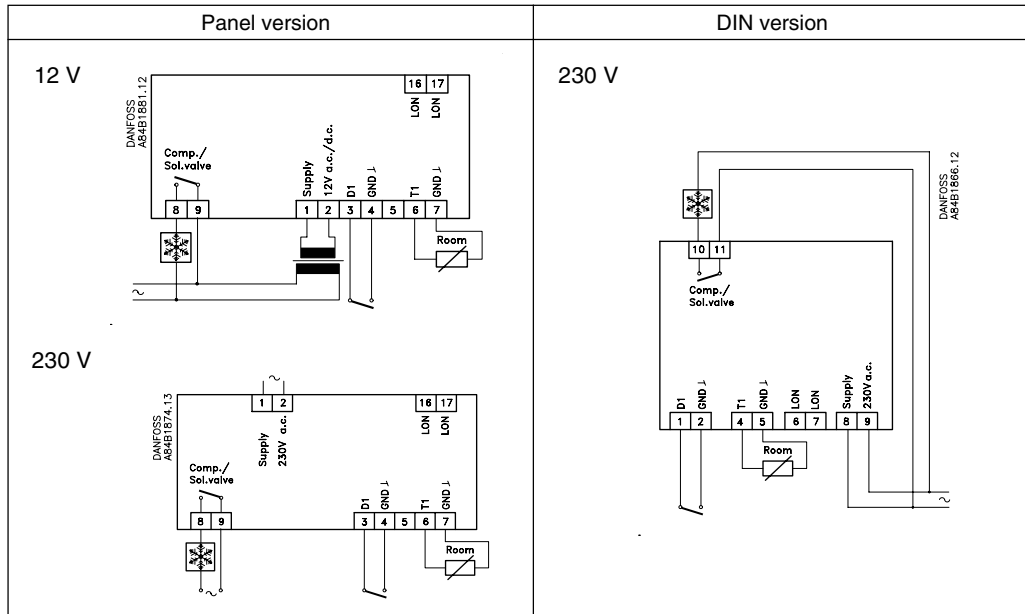 Panel version
DIN version
12 V
DANFOSS
A84B1881.12
16 17
LON
LON
Comp./
Sol.valve
Supply
12V a.c./d.c.
D1
GND ⊥
T1
GND ⊥
8 9
1 2 3 4 5 6 7
Room
~
230 V
DANFOSS
A84B1874.13
~
1 2
Supply
230V a.c.
16 17
LON
LON
Comp./
Sol.valve
D1
GND ⊥
T1
GND ⊥
8 9
3 4 5 6 7
Room
~
230 V
DANFOSS
A84B1866.12
10 11
Comp./
Sol.valve
D1
GND ⊥
T1
GND ⊥
LON
LON
Supply
230V a.c.
1 2
4 5
6 7
8 9
Room
~